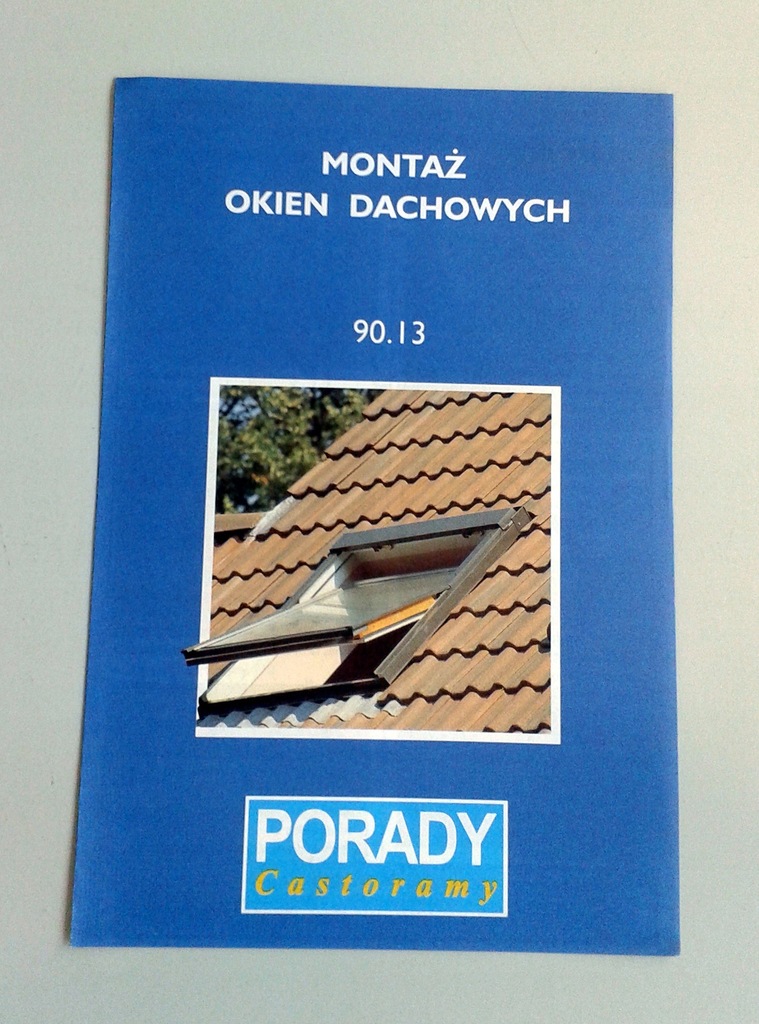 MONTAŻ
OKIEN DACHOWYCH
90.13
PORADY
Castoramy